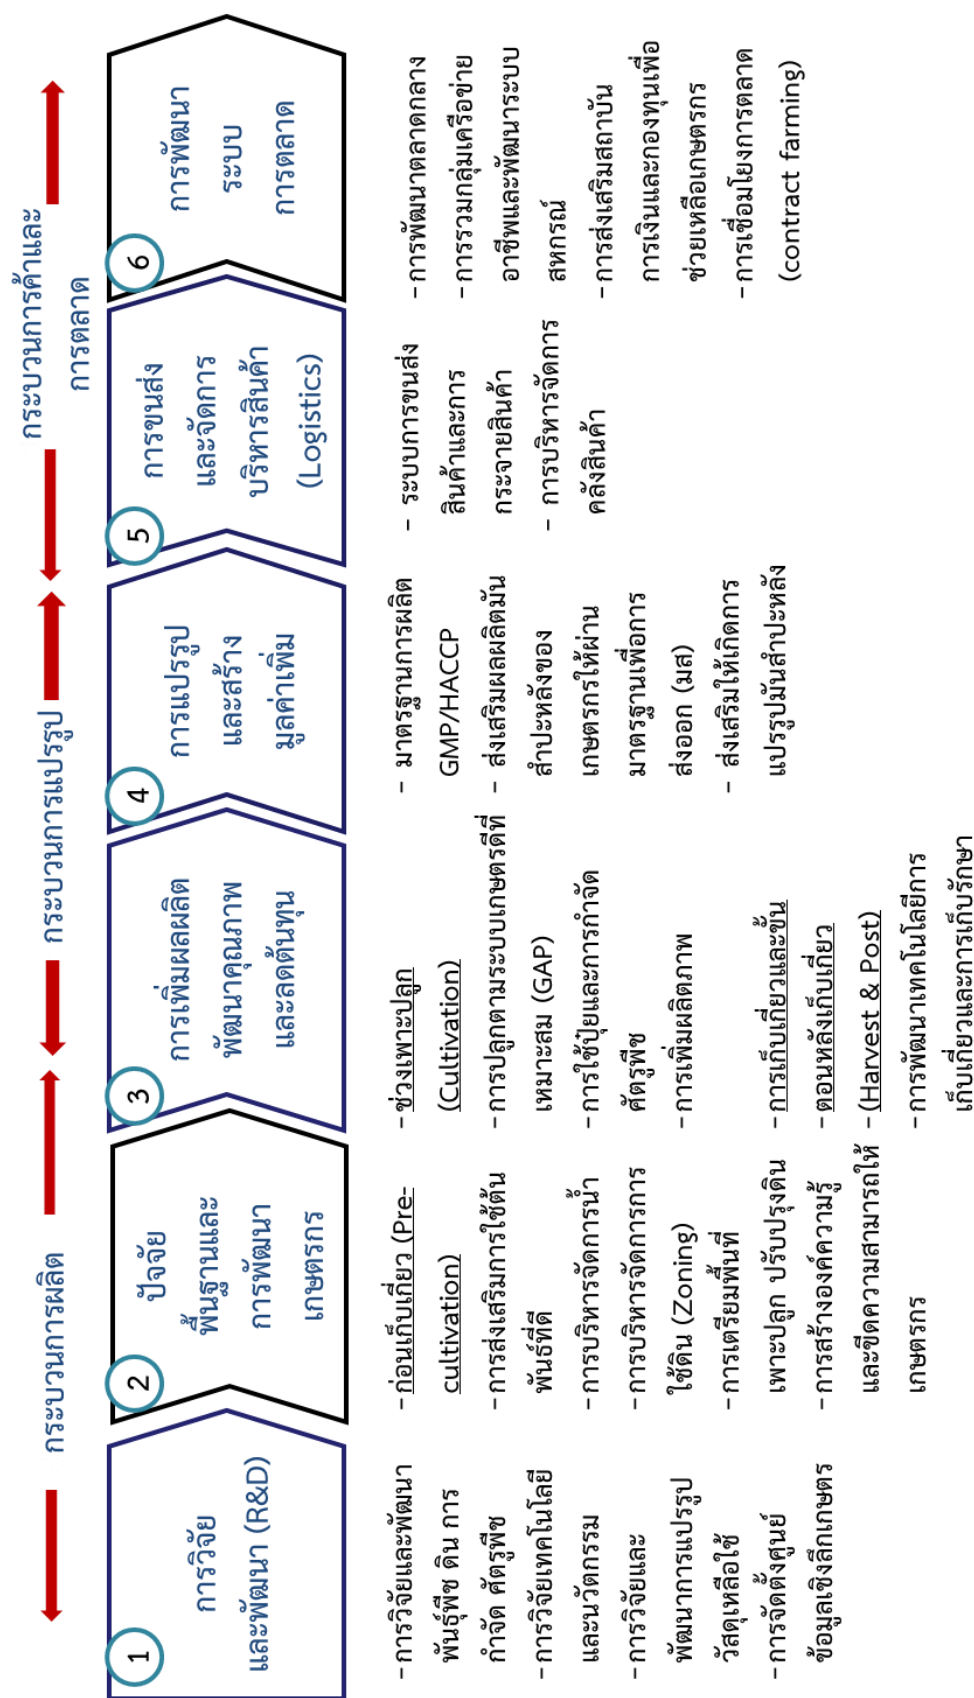 กระบวนการผลิต
กระบวนการแปรรูป
กระบวนการค้าและ
การตลาด
1
การวิจัย
และพัฒนา (R&D)
2
ปัจจัย
พื้นฐานและ
การพัฒนา
เกษตรกร
3
การเพิ่มผลผลิต
พัฒนาคุณภาพ
และลดต้นทุน
4
การแปรรูป
และสร้าง
มูลค่าเพิ่ม
5
การขนส่ง
และจัดการ
บริหารสินค้า
(Logistics)
6
การพัฒนา
ระบบ
การตลาด
– การวิจัยและพัฒนา
พันธุ์พืช ดิน การ
กำจัด ศัตรูพืช
– การวิจัยเทคโนโลยี
และนวัตกรรม
– การวิจัยและ
พัฒนาการแปรรูป
วัสดุเหลือใช้
– การจัดตั้งศูนย์
ข้อมูลเชิงลึกเกษตร
– ก่อนเก็บเกี่ยว (Pre-
cultivation)
– การส่งเสริมการใช้ต้น
พันธ์ที่ดี
– การบริหารจัดการน้ำ
– การบริหารจัดการการ
ใช้ดิน (Zoning)
– การเตรียมพื้นที่
เพาะปลูก ปรับปรุงดิน
– การสร้างองค์ความรู้
และขีดความสามารถให้
เกษตรกร
– ช่วงเพาะปลูก
(Cultivation)
– การปลูกตามระบบเกษตรดีที่
เหมาะสม (GAP)
– การใช้ปุ๋ยและการกำจัด
ศัตรูพืช
– การเพิ่มผลิตภาพ
– การเก็บเกี่ยวและขั้น
– ตอนหลังเก็บเกี่ยว
– (Harvest & Post)
– การพัฒนาเทคโนโลยีการ
เก็บเกี่ยวและการเก็บรักษา
– มาตรฐานการผลิต
GMP/HACCP
– ส่งเสริมผลผลิตมัน
สำปะหลังของ
เกษตรกรให้ผ่าน
มาตรฐานเพื่อการ
ส่งออก (มส)
– ส่งเสริมให้เกิดการ
แปรรูปมันสำปะหลัง
– ระบบการขนส่ง
สินค้าและการ
กระจายสินค้า
– การบริหารจัดการ
คลังสินค้า
– การพัฒนาตลาดกลาง
– การรวมกลุ่มเครือข่าย
อาชีพและพัฒนาระบบ
สหกรณ์
– การส่งเสริมสถาบัน
การเงินและกองทุนเพื่อ
ช่วยเหลือเกษตรกร
– การเชื่อมโยงการตลาด
(contract farming)